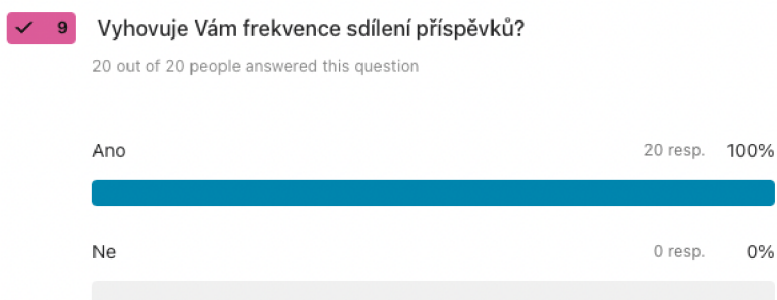 9 Vyhovuje Vám frekvence sdílení příspěvků?
20 out of 20 people answered this question
Ano 20 resp. 100%
Ne 0 resp. 0%